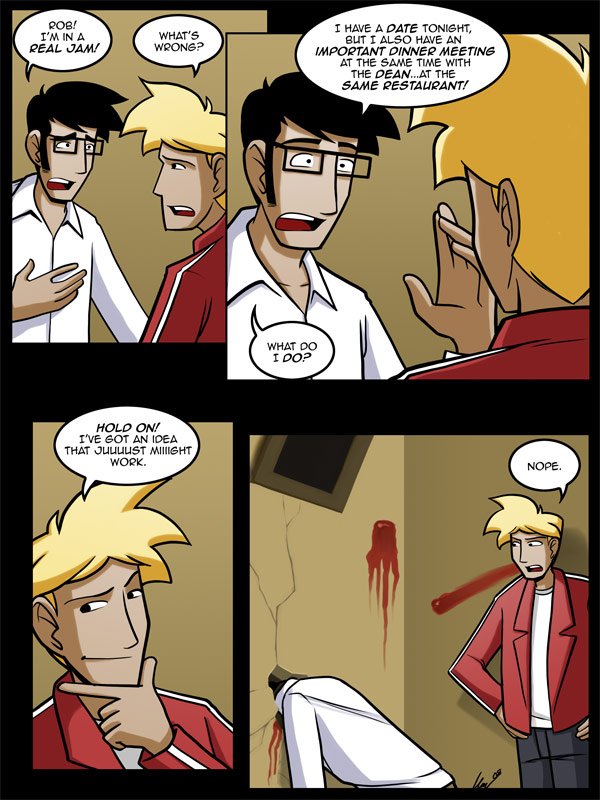 ROB!
I'M IN A
REAL JAM!
WHAT'S
WRONG?
I HAVE A DATE TONIGHT,
BUT I ALSO HAVE AN
IMPORTANT DINNER MEETING
AT THE SAME TIME WITH
THE DEAN...AT THE
SAME RESTAURANT!
WHAT DO
I DO?
HOLD ON!
I'VE GOT AN IDEA
THAT JUUUUST MIIIIGHT
WORK.
NOPE.